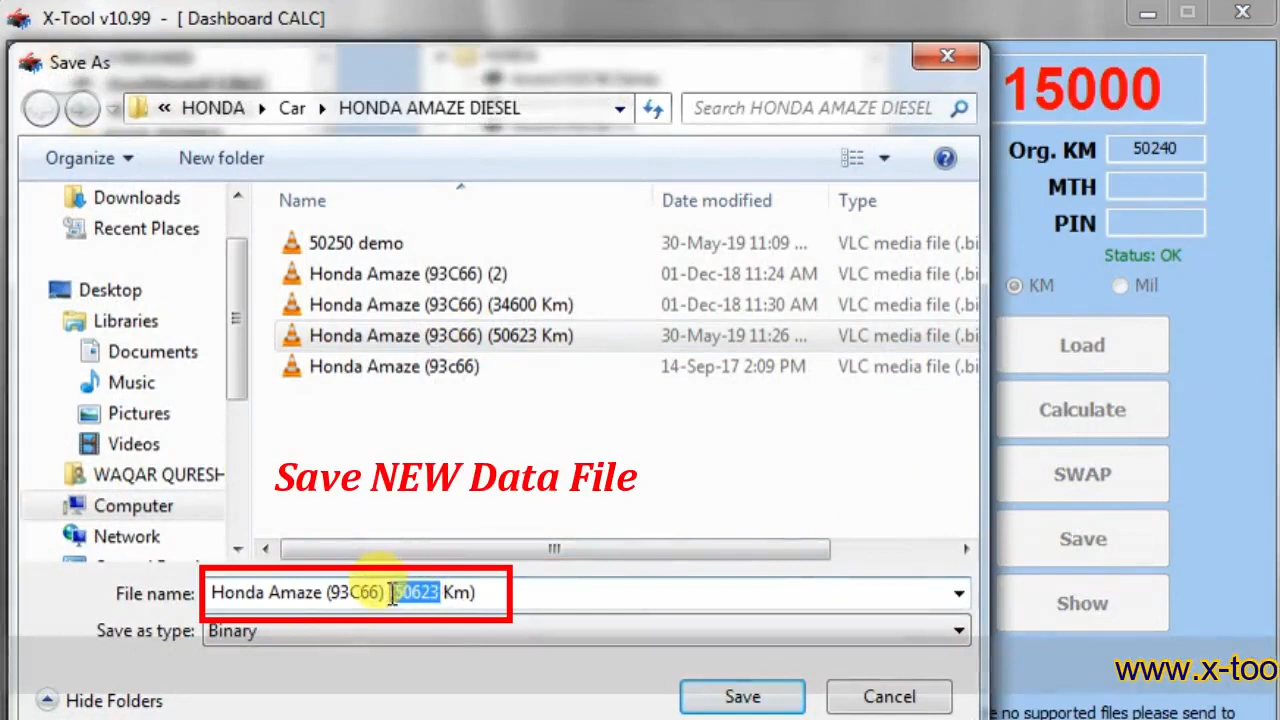 X-Tool v10.99 - [ Dashboard CALC]
Save As
« HONDA Car HONDA AMAZE DIESEL
Search HONDA AMAZE DIESEL
Organize
New folder
Downloads
Recent Places
Desktop
Libraries
Documents
Music
Pictures
Videos
WAQAR QURESH
Computer
Network
Name Date modified Type
50250 demo 30-May-19 11:09 ... VLC media file (.bi
Honda Amaze (93C66) (2) 01-Dec-18 11:24 AM VLC media file (.bi
Honda Amaze (93C66) (34600 Km) 01-Dec-18 11:30 AM VLC media file (.bi
Honda Amaze (93C66) (50623 Km) 30-May-19 11:26 ... VLC media file (.bi
Honda Amaze (93c66) 14-Sep-17 2:09 PM VLC media file (.bi
Save NEW Data File
File name: Honda Amaze (93C66) (50623 Km)
Save as type: Binary
Hide Folders
Save
Cancel
15000
Org. KM 50240
MTH
PIN
Status: OK
KM Mil
Load
Calculate
SWAP
Save
Show
www.x-too
no supported files please send to